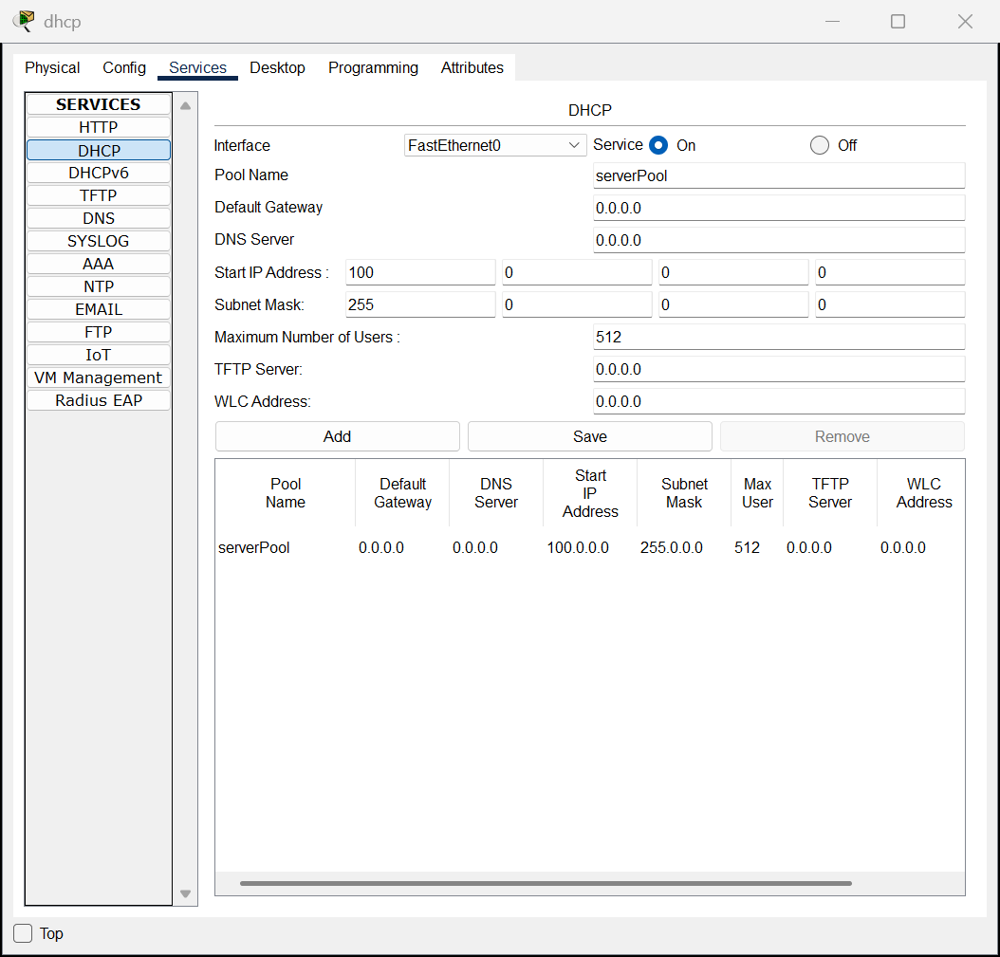 dhcp
Physical Config Services Desktop Programming Attributes
SERVICES
HTTP
DHCP
DHCPv6
TFTP
DNS
SYSLOG
AAA
NTP
EMAIL
FTP
IoT
VM Management
Radius EAP
DHCP
Interface FastEthernet0 Service On Off
Pool Name serverPool
Default Gateway 0.0.0.0
DNS Server 0.0.0.0
Start IP Address : 100 0 0 0
Subnet Mask: 255 0 0 0
Maximum Number of Users : 512
TFTP Server: 0.0.0.0
WLC Address: 0.0.0.0
Add Save Remove
Pool Name Default Gateway DNS Server Start IP Address Subnet Mask Max User TFTP Server WLC Address
serverPool 0.0.0.0 0.0.0.0 100.0.0.0 255.0.0.0 512 0.0.0.0 0.0.0.0
Top